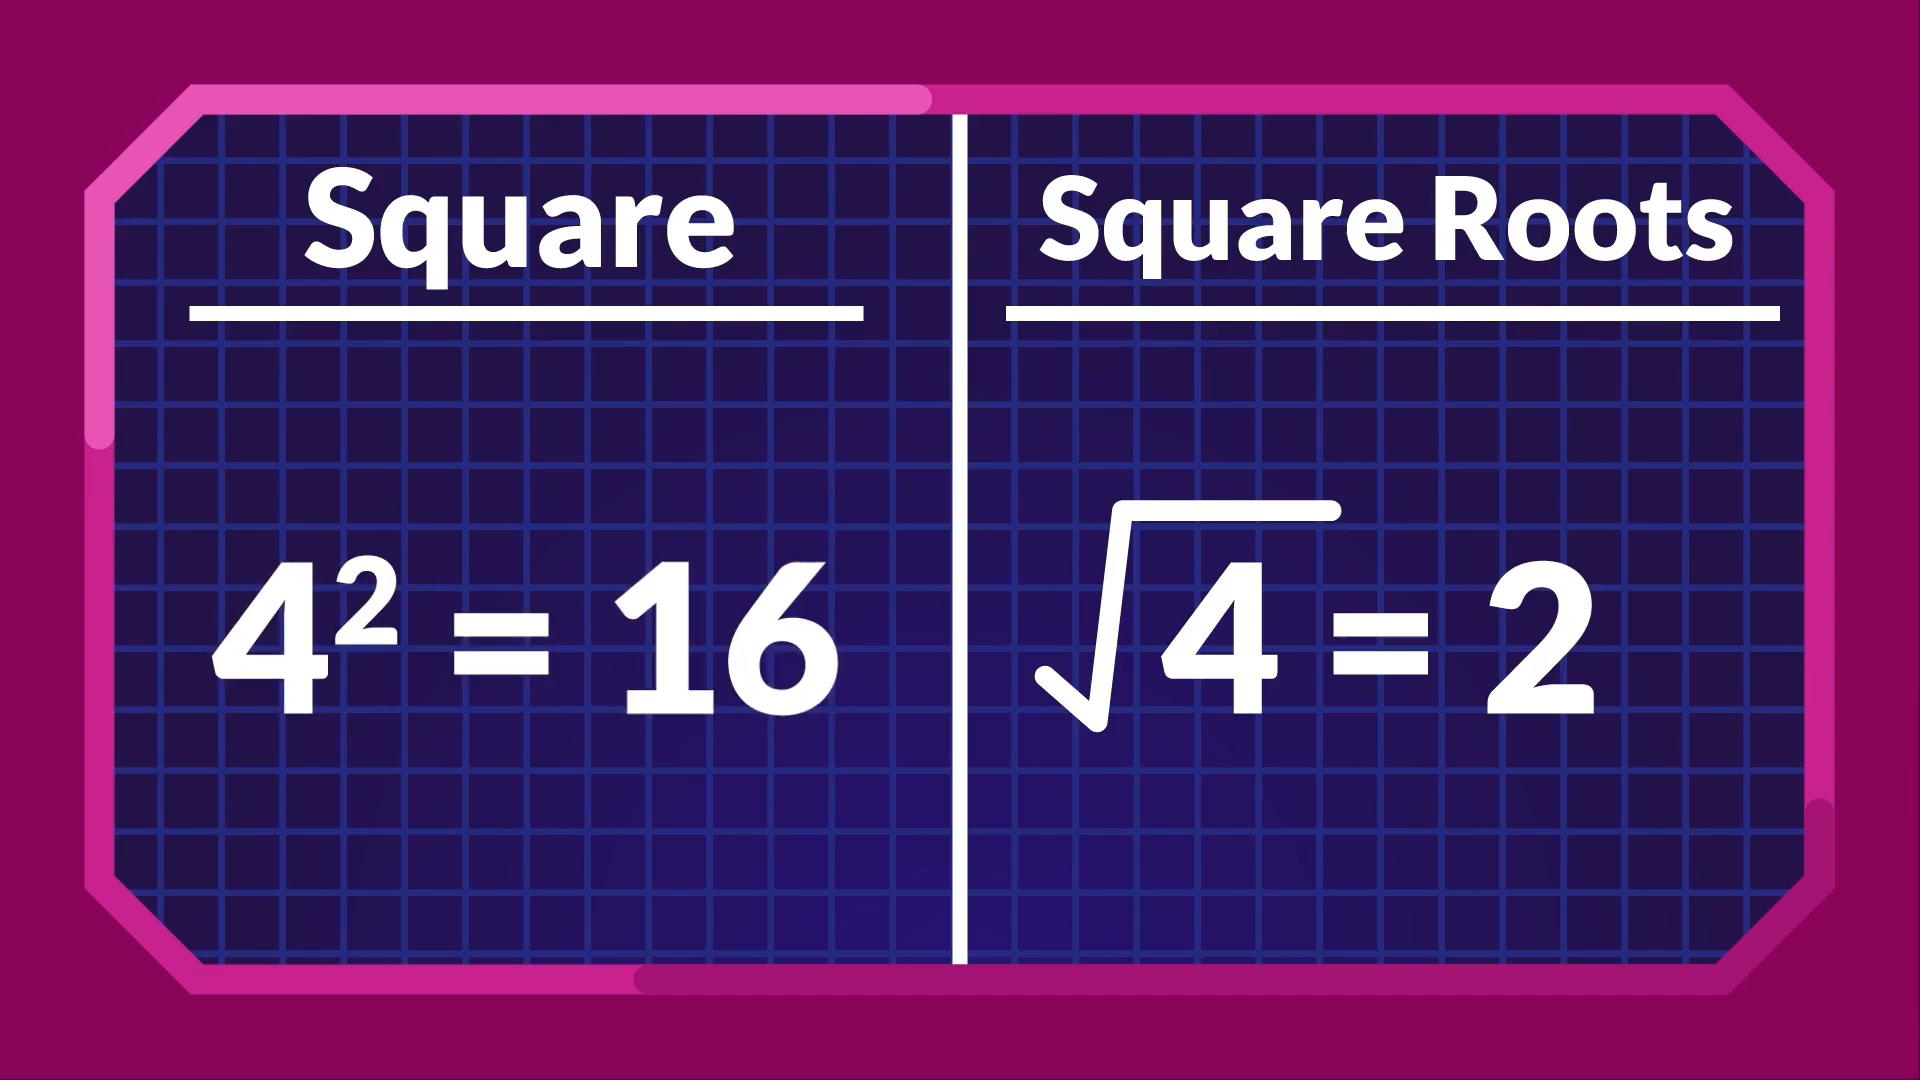 Square
4² = 16
Square Roots
√4 = 2